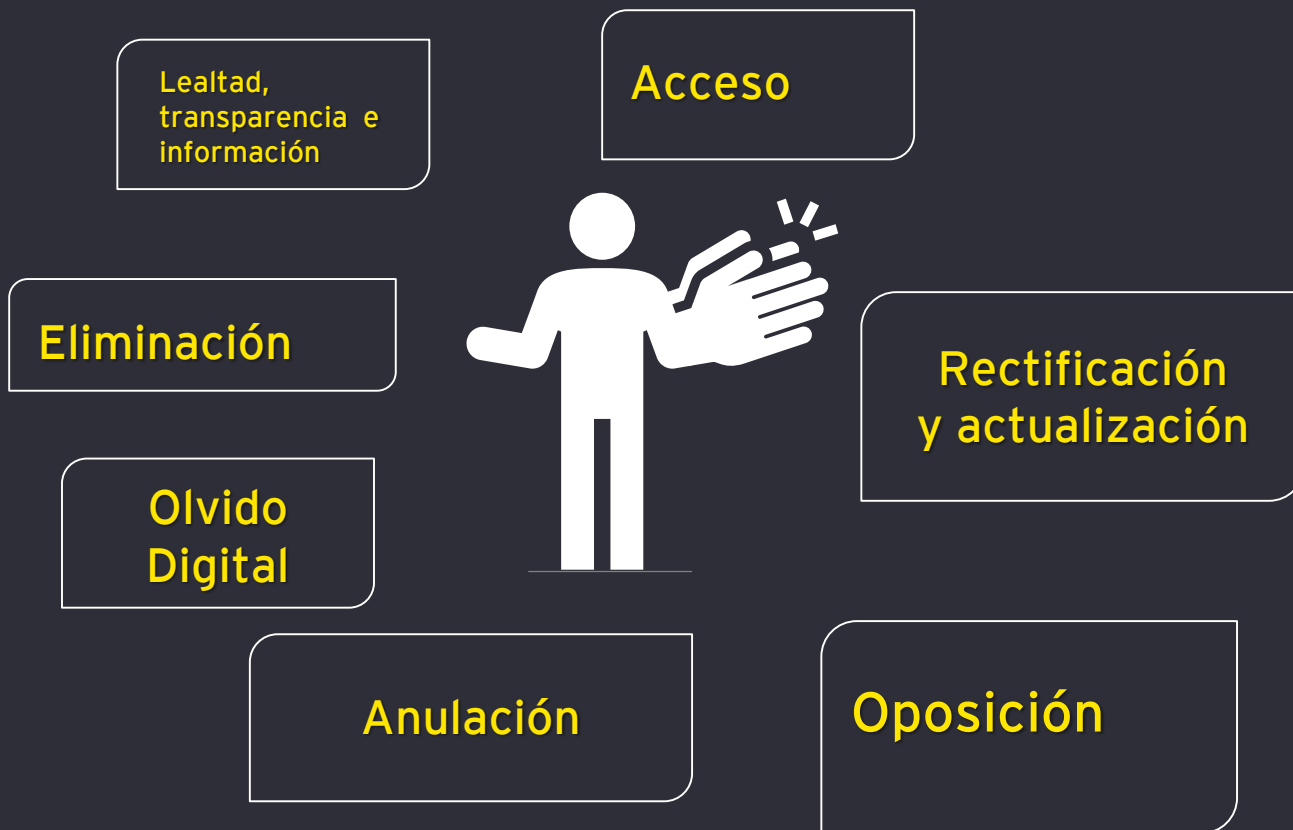 Lealtad,
transparencia e
información
Acceso
Eliminación
Rectificación
y actualización
Olvido
Digital
Anulación
Oposición